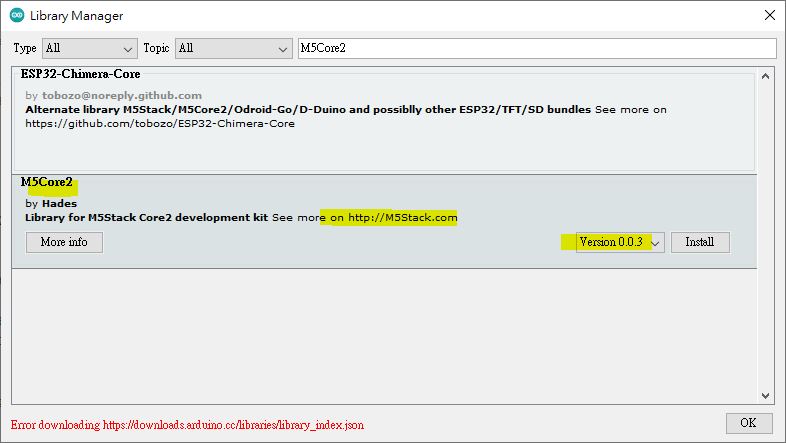 Library Manager
Type All Topic All M5Core2
ESP32-Chimera-Core
by tobozo@noreply.github.com
Alternate library M5Stack/M5Core2/Odroid-Go/D-Duino and possiblly other ESP32/TFT/SD bundles See more on
https://github.com/tobozo/ESP32-Chimera-Core
M5Core2
by Hades
Library for M5Stack Core2 development kit See more on http://M5Stack.com
More info Version 0.0.3 Install
Error downloading https://downloads.arduino.cc/libraries/library_index.json
OK